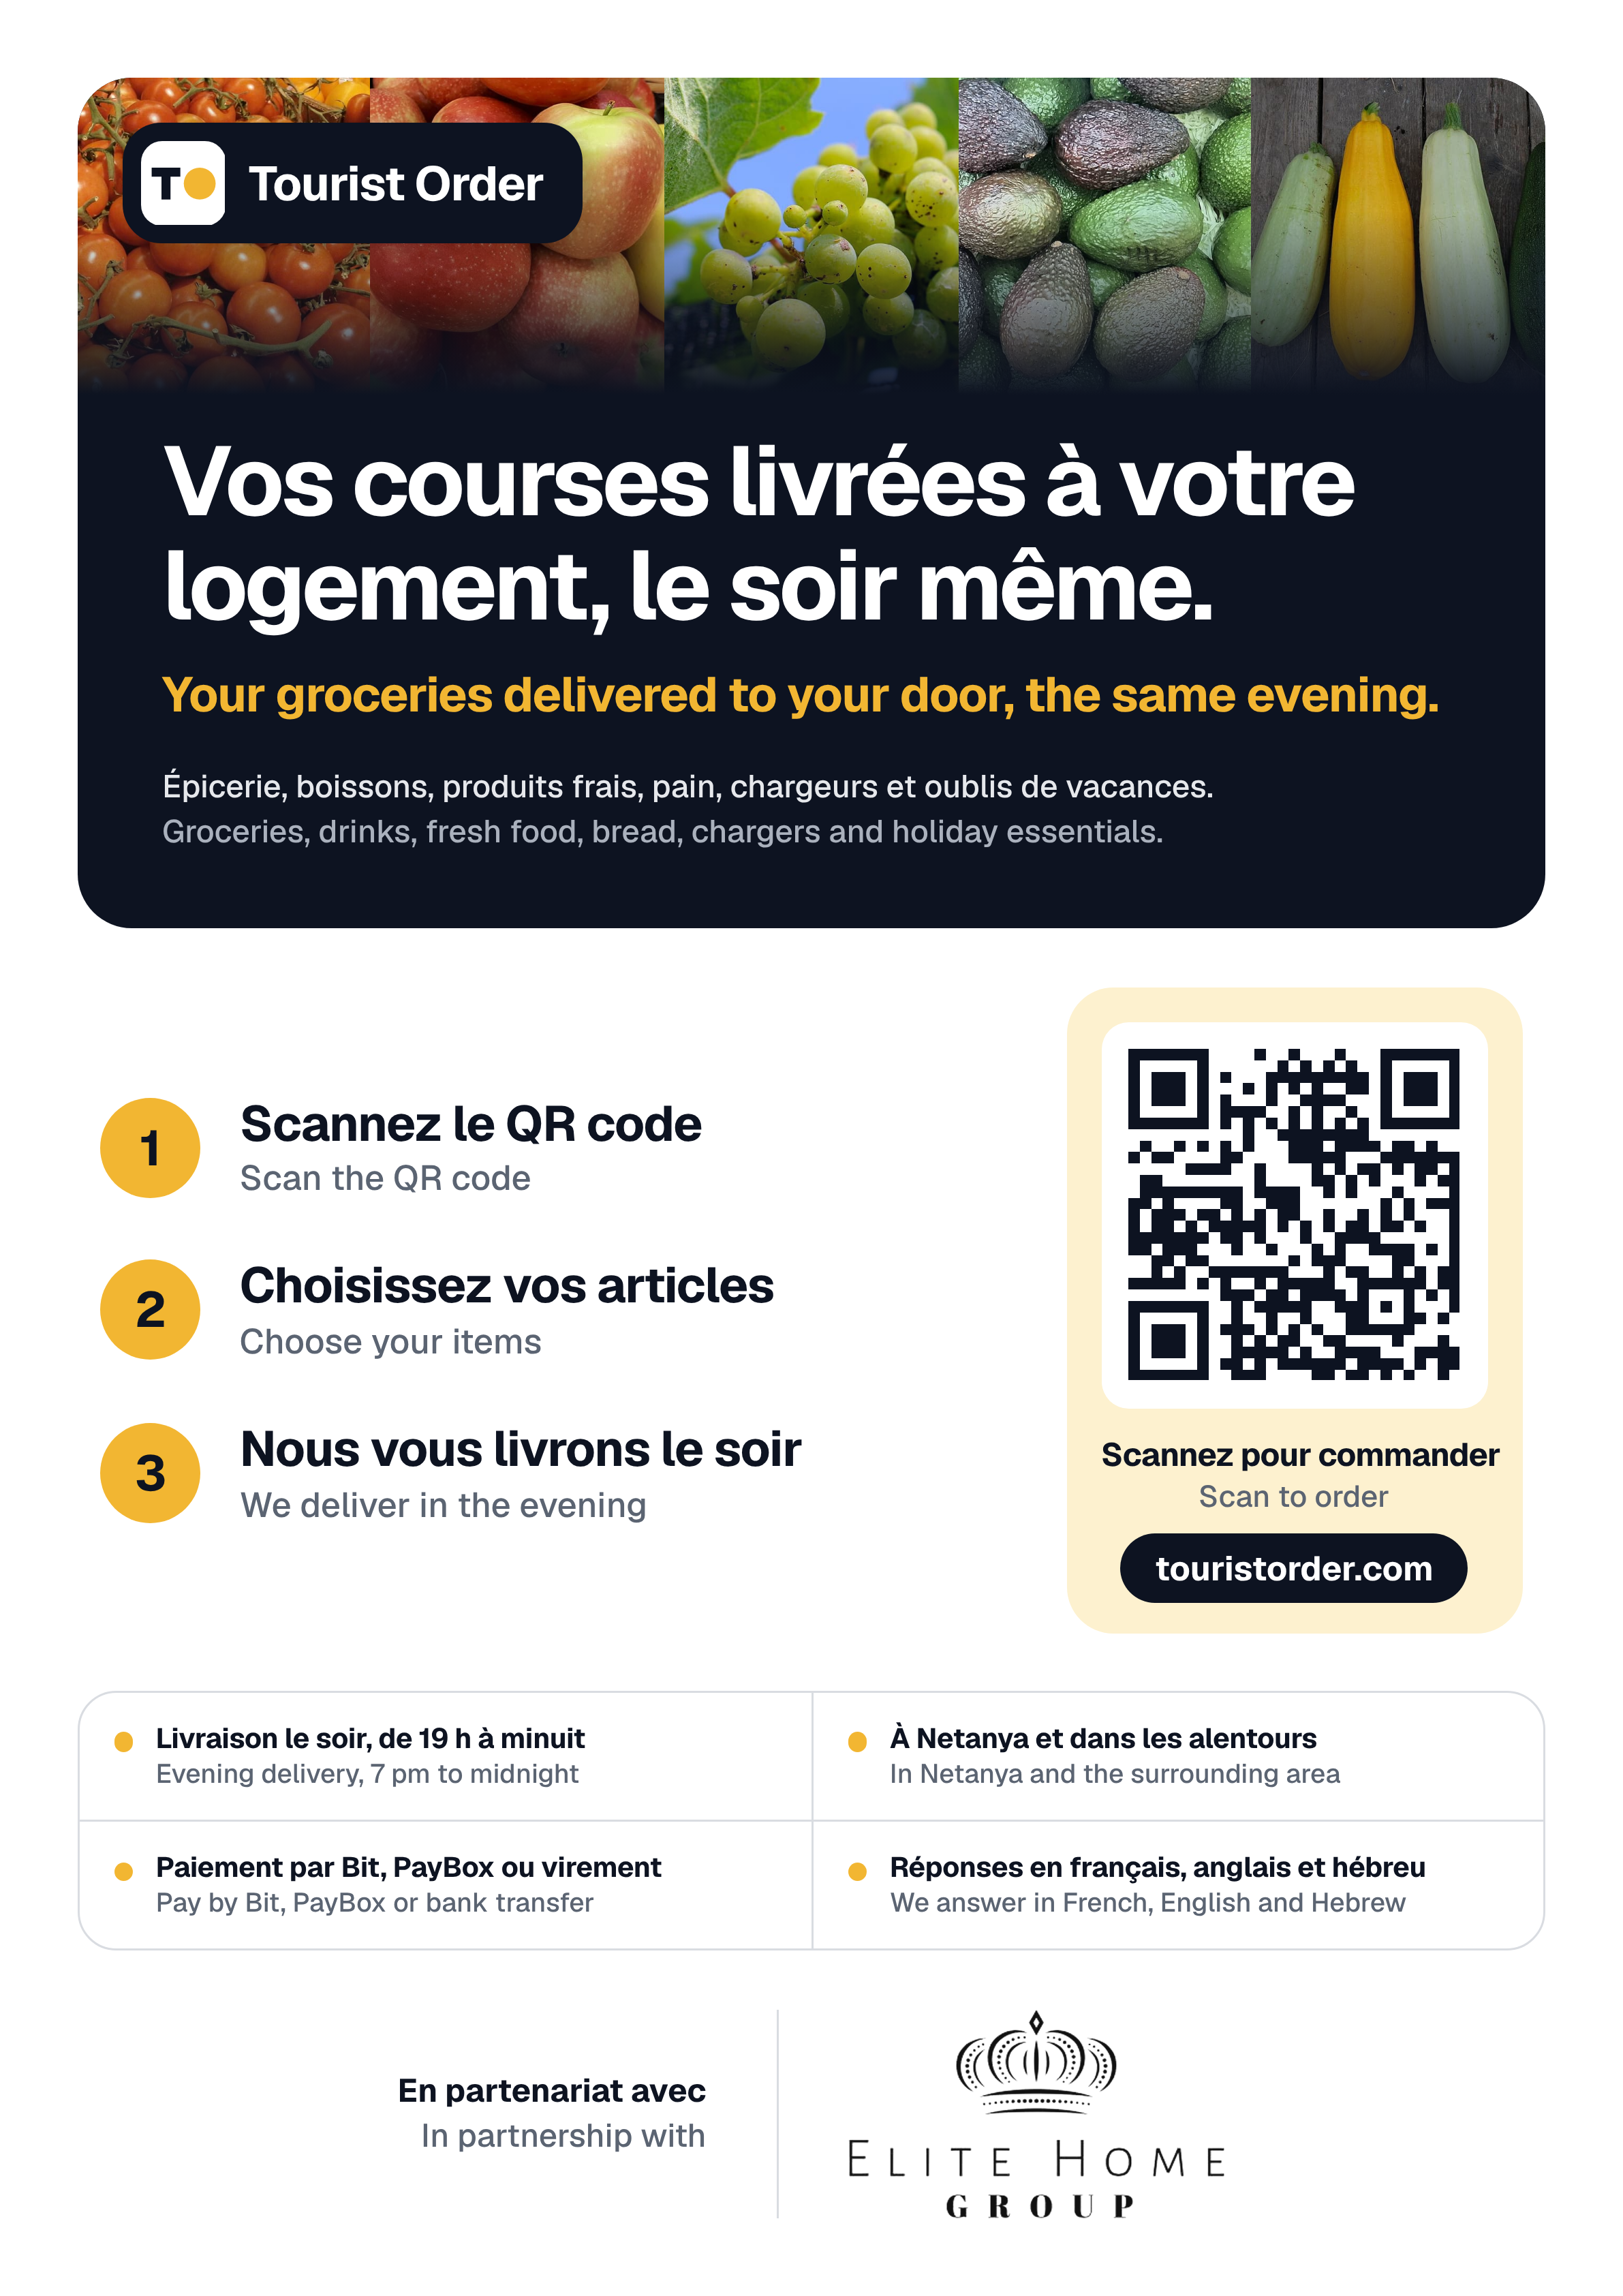 TO Tourist Order
Vos courses livrées à votre
logement, le soir même.
Your groceries delivered to your door, the same evening.
Épicerie, boissons, produits frais, pain, chargeurs et oublis de vacances.
Groceries, drinks, fresh food, bread, chargers and holiday essentials.
1
Scannez le QR code
Scan the QR code
2
Choisissez vos articles
Choose your items
3
Nous vous livrons le soir
We deliver in the evening
Scannez pour commander
Scan to order
touristorder.com
Livraison le soir, de 19 h à minuit
Evening delivery, 7 pm to midnight
À Netanya et dans les alentours
In Netanya and the surrounding area
Paiement par Bit, PayBox ou virement
Pay by Bit, PayBox or bank transfer
Réponses en français, anglais et hébreu
We answer in French, English and Hebrew
En partenariat avec
In partnership with
ELITE HOME
GROUP